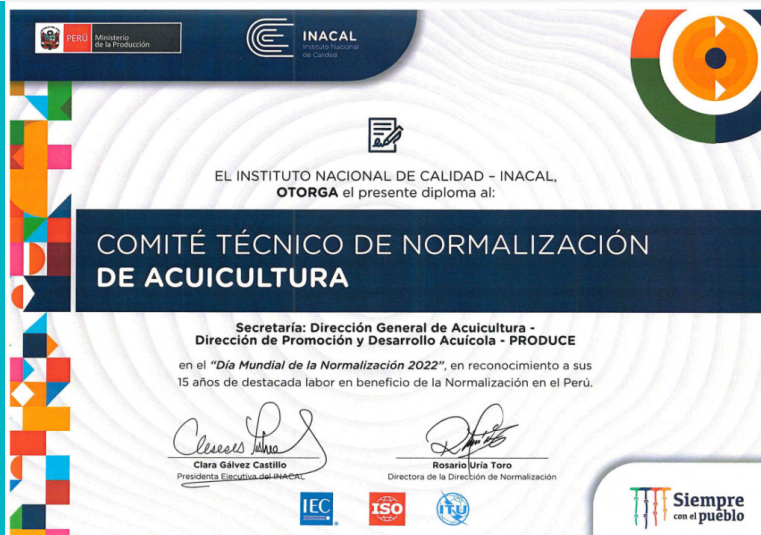 PERÚ
Ministerio
de la Producción
INACAL
Instituto Nacional
de Calidad
EL INSTITUTO NACIONAL DE CALIDAD – INACAL,
OTORGA el presente diploma al:
COMITÉ TÉCNICO DE NORMALIZACIÓN
DE ACUICULTURA
Secretaría: Dirección General de Acuicultura -
Dirección de Promoción y Desarrollo Acuícola - PRODUCE
en el "Día Mundial de la Normalización 2022", en reconocimiento a sus
15 años de destacada labor en beneficio de la Normalización en el Perú.
Clara Gálvez Castillo
Presidenta Ejecutiva del INACAL
Rosario Uría Toro
Directora de la Dirección de Normalización
IEC
ISO
ITU
Siempre
con el pueblo